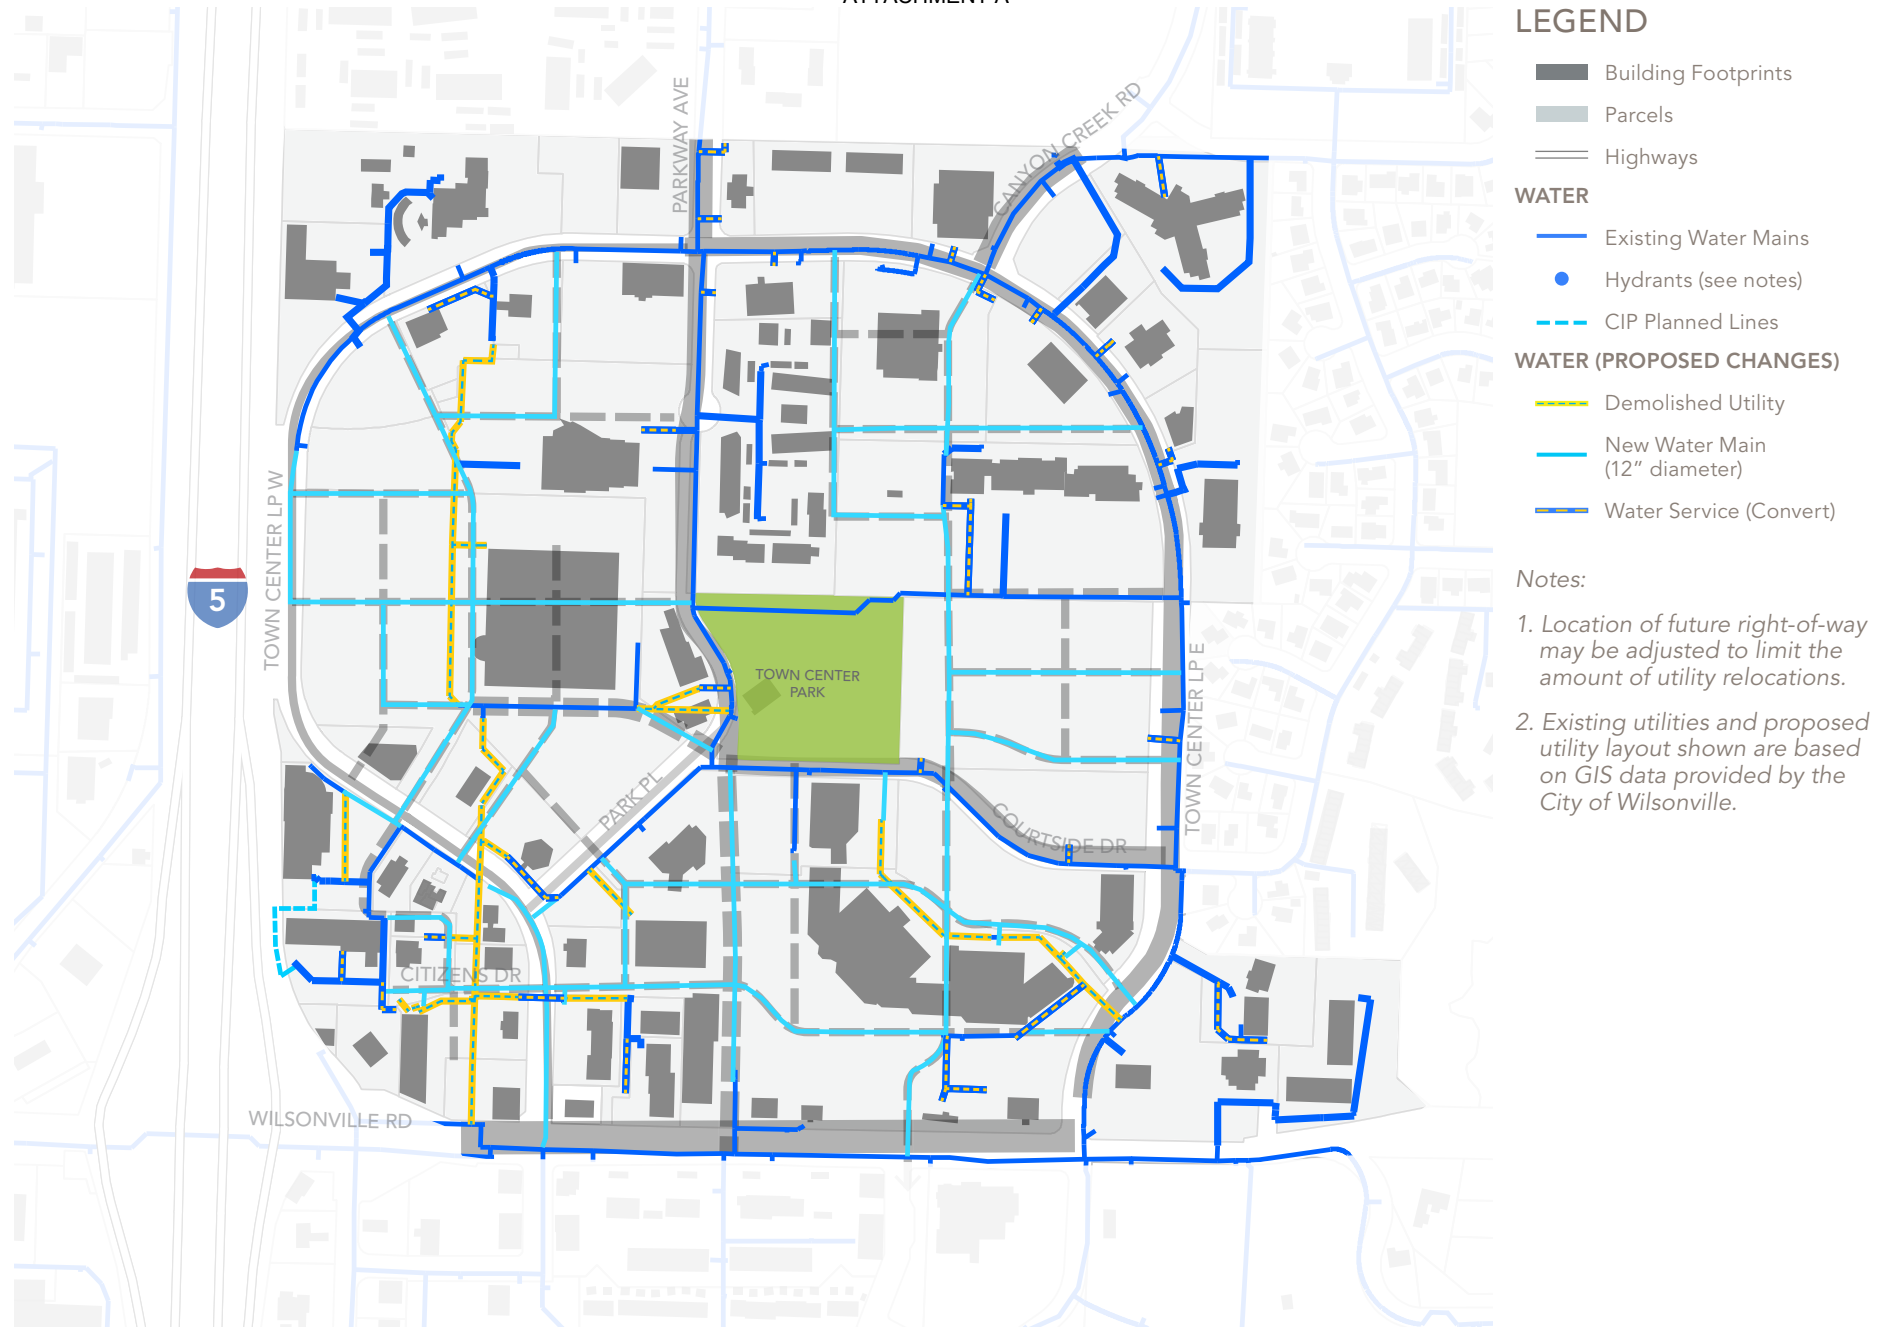 ATTACHMENT A
LEGEND
Building Footprints
Parcels
Highways
WATER
Existing Water Mains
Hydrants (see notes)
CIP Planned Lines
WATER (PROPOSED CHANGES)
Demolished Utility
New Water Main
(12” diameter)
Water Service (Convert)
Notes:
1. Location of future right-of-way
may be adjusted to limit the
amount of utility relocations.
2. Existing utilities and proposed
utility layout shown are based
on GIS data provided by the
City of Wilsonville.
PARKWAY AVE
CANYON CREEK RD
TOWN CENTER LP W
5
TOWN CENTER
PARK
TOWN CENTER LP E
PARK PL
COURTSIDE DR
CITIZENS DR
WILSONVILLE RD